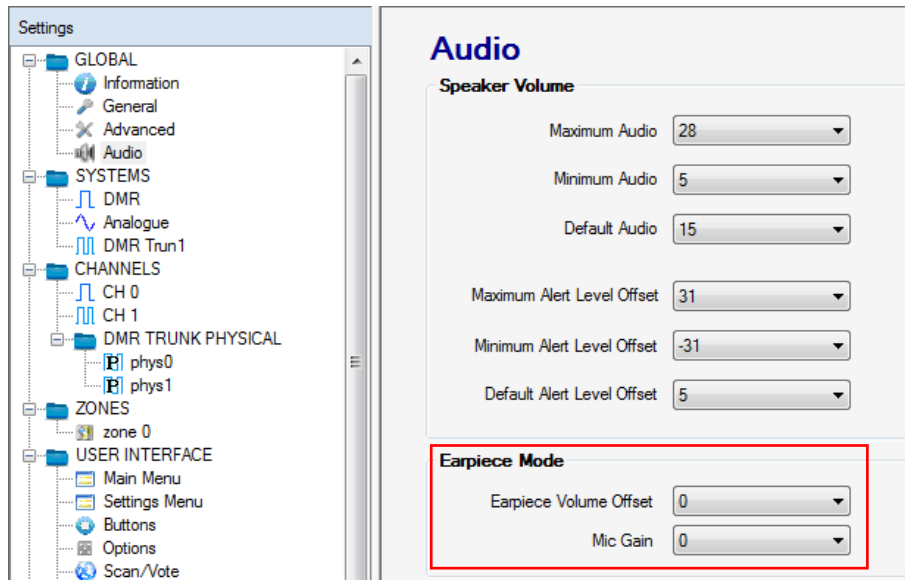 Settings
GLOBAL
Information
General
Advanced
Audio
SYSTEMS
DMR
Analogue
DMR Trun1
CHANNELS
CH 0
CH 1
DMR TRUNK PHYSICAL
phys0
phys1
ZONES
zone 0
USER INTERFACE
Main Menu
Settings Menu
Buttons
Options
Scan/Vote
Audio
Speaker Volume
Maximum Audio 28
Minimum Audio 5
Default Audio 15
Maximum Alert Level Offset 31
Minimum Alert Level Offset -31
Default Alert Level Offset 5
Earpiece Mode
Earpiece Volume Offset 0
Mic Gain 0